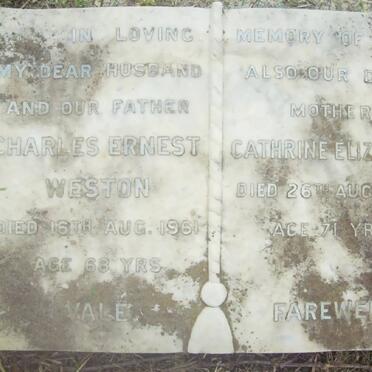 IN LOVING
MY DEAR HUSBAND
AND OUR FATHER
CHARLES ERNEST
WESTON
DIED 16TH AUG. 1961
AGE 68 YRS
VALE
MEMORY OF
ALSO OUR D
MOTHER
CATHRINE ELIZ
DIED 26TH AUG
AGE 71 YR
FAREWEL